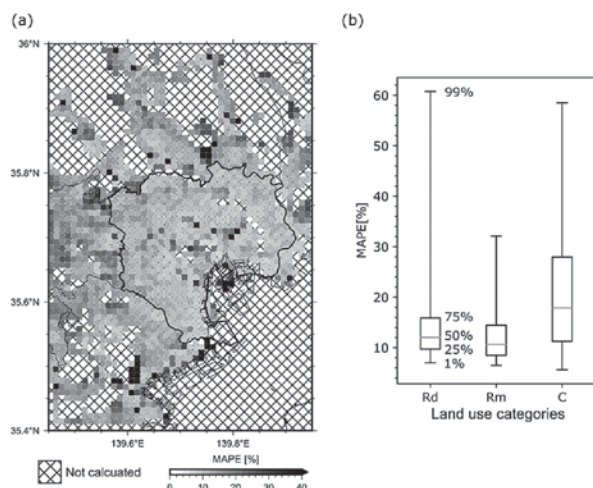 (a)
36°N
35.8°N
35.6°N
35.4°N
139.6°E 139.8°E
Not calcuated
MAPE [%]
0 10 20 30 40
(b)
MAPE[%]
60
50
40
30
20
10
99%
75%
50%
25%
1%
Rd Rm C
Land use categories